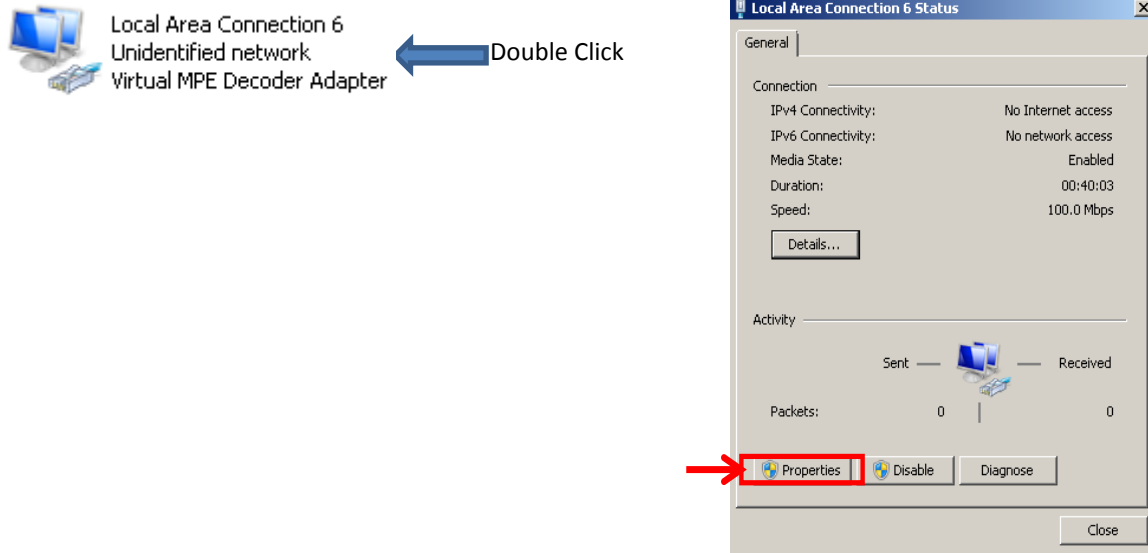 Local Area Connection 6
Unidentified network
Virtual MPE Decoder Adapter
Double Click
Local Area Connection 6 Status
General
Connection
IPv4 Connectivity: No Internet access
IPv6 Connectivity: No network access
Media State: Enabled
Duration: 00:40:03
Speed: 100.0 Mbps
Details...
Activity
Sent Received
Packets: 0 0
Properties Disable Diagnose
Close